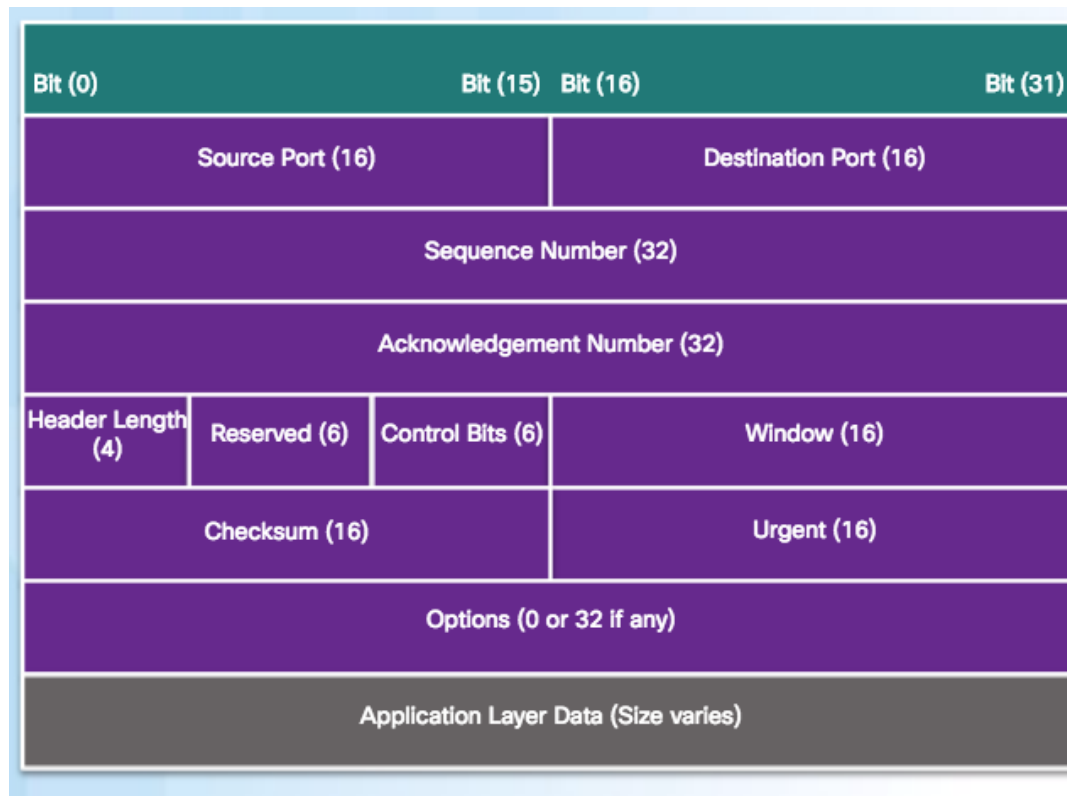 Bit (0) Bit (15) Bit (16) Bit (31)
Source Port (16) Destination Port (16)
Sequence Number (32)
Acknowledgement Number (32)
Header Length
(4)
Reserved (6) Control Bits (6) Window (16)
Checksum (16) Urgent (16)
Options (0 or 32 if any)
Application Layer Data (Size varies)